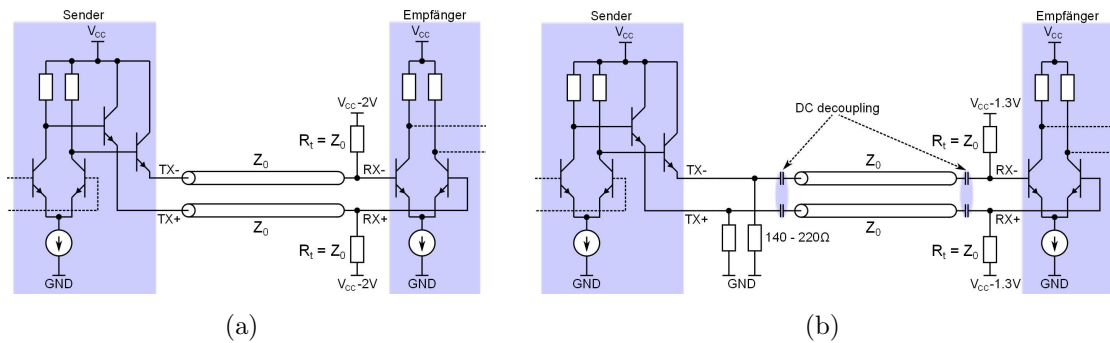 Sender
Empfänger
VCC
VCC
VCC-2V
Rt = Z0
TX-
Z0
RX-
TX+
Z0
RX+
Rt = Z0
GND
VCC-2V
GND
(a)
Sender
Empfänger
VCC
VCC
DC decoupling
VCC-1.3V
Rt = Z0
TX-
Z0
RX-
TX+
Z0
RX+
140 - 220Ω
Rt = Z0
GND
GND
VCC-1.3V
GND
(b)